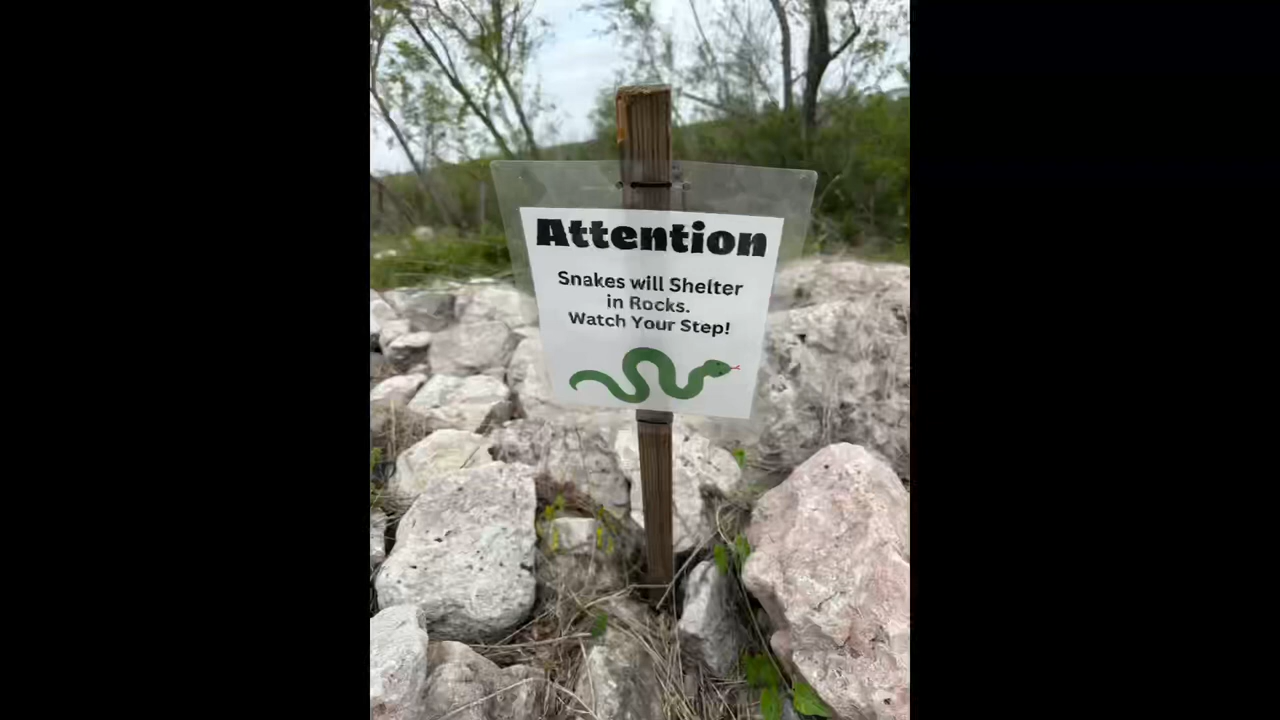 Attention
Snakes will Shelter
in Rocks.
Watch Your Step!